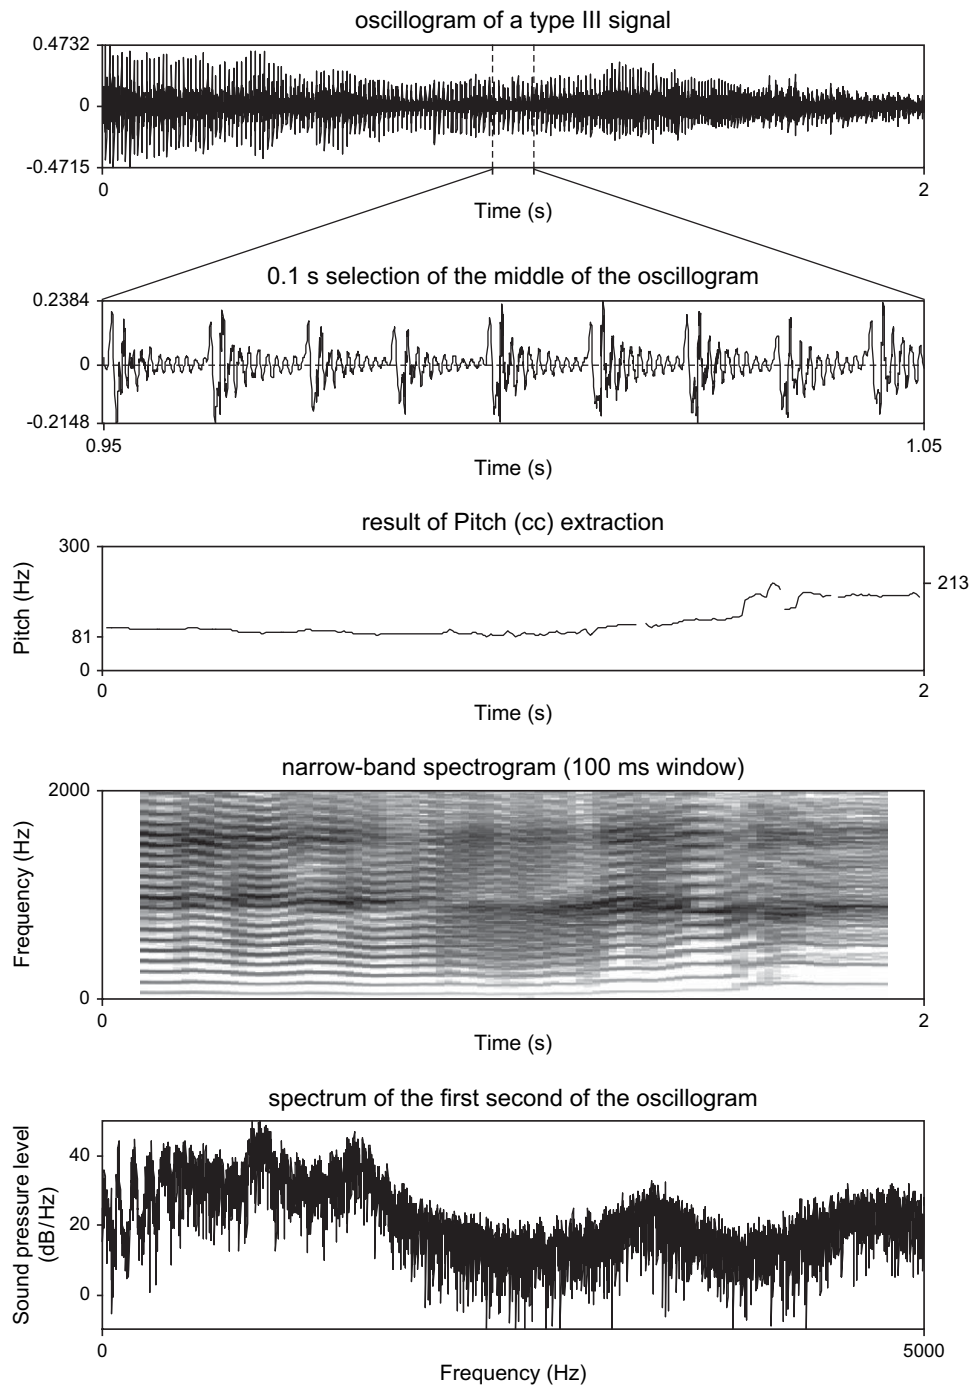 oscillogram of a type III signal
0.4732
0
-0.4715
0
2
Time (s)
0.1 s selection of the middle of the oscillogram
0.2384
0
-0.2148
0.95
1.05
Time (s)
result of Pitch (cc) extraction
300
213
Pitch (Hz)
81
0
0
2
Time (s)
narrow-band spectrogram (100 ms window)
2000
Frequency (Hz)
0
0
2
Time (s)
spectrum of the first second of the oscillogram
Sound pressure level
(dB/Hz)
40
20
0
0
5000
Frequency (Hz)